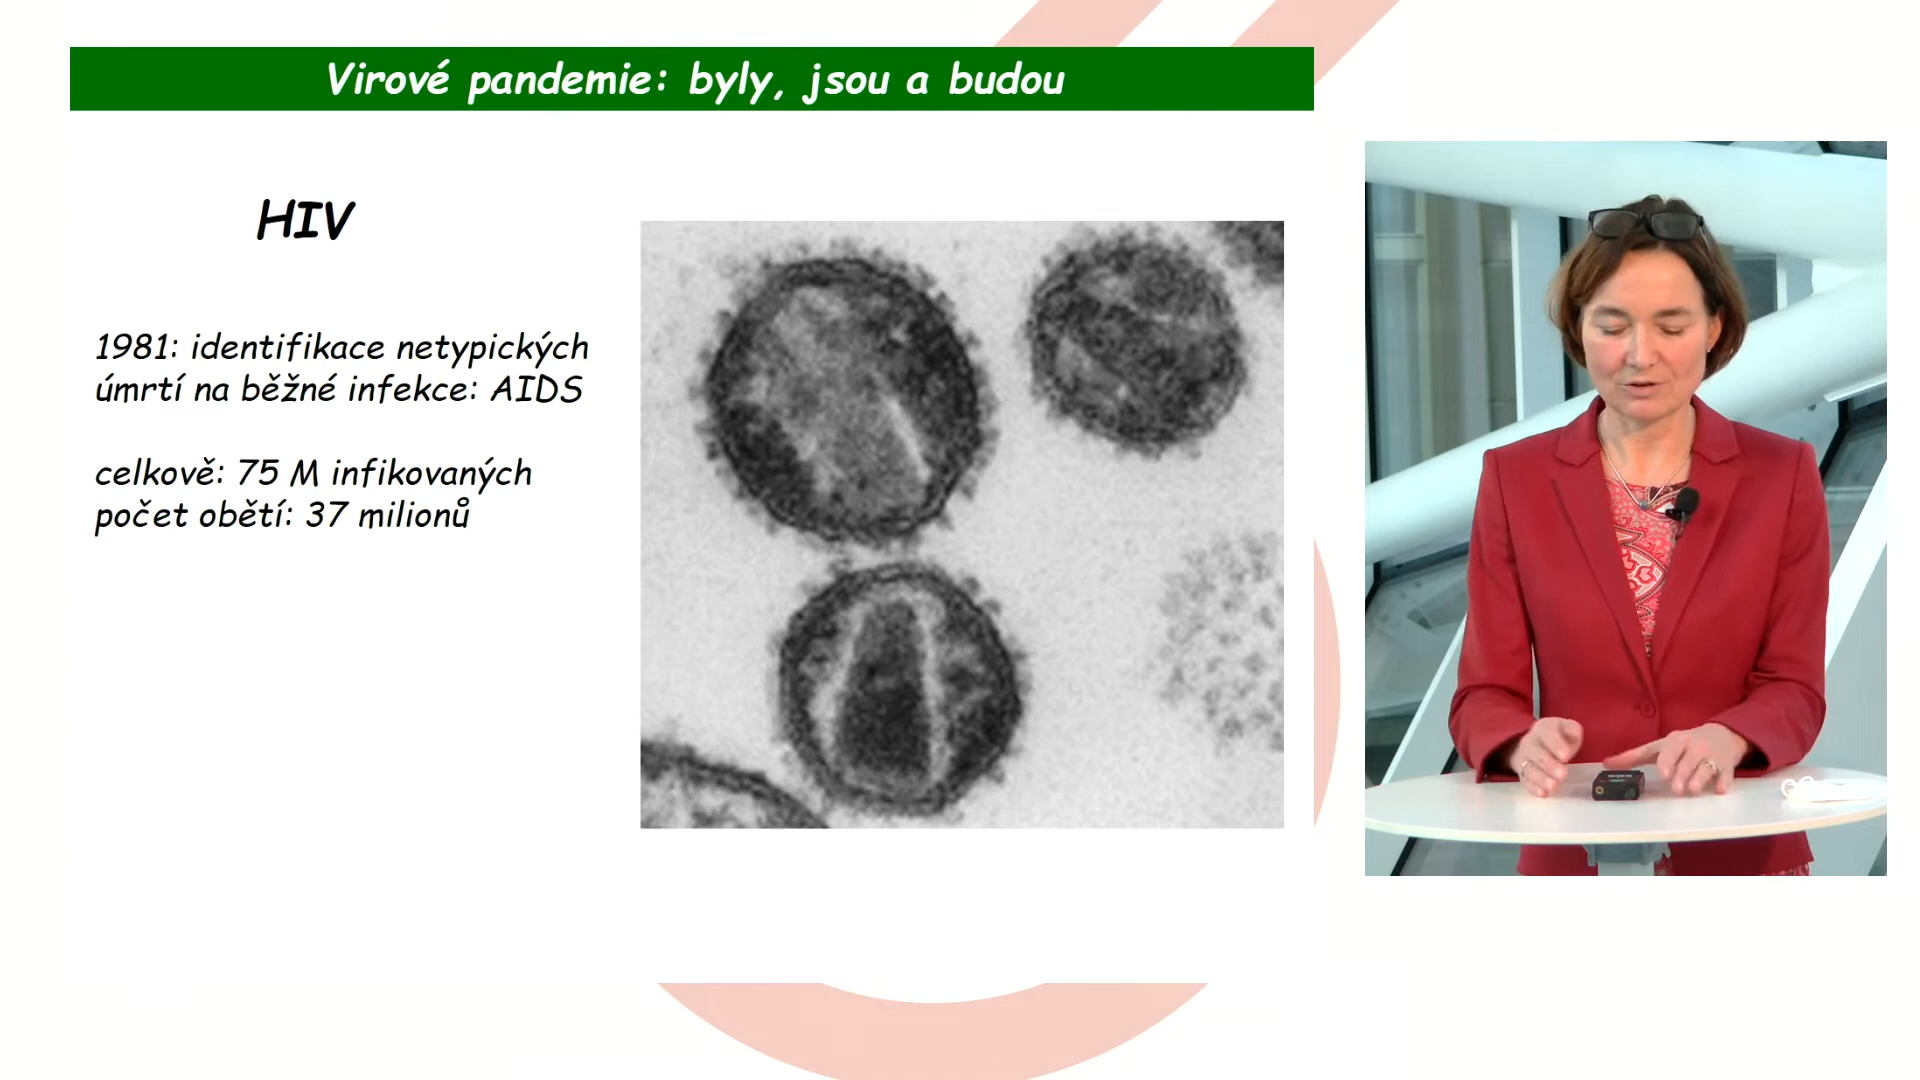 Virové pandemie: byly, jsou a budou
HIV
1981: identifikace netypických
úmrtí na běžné infekce: AIDS
celkově: 75 M infikovaných
počet obětí: 37 milionů